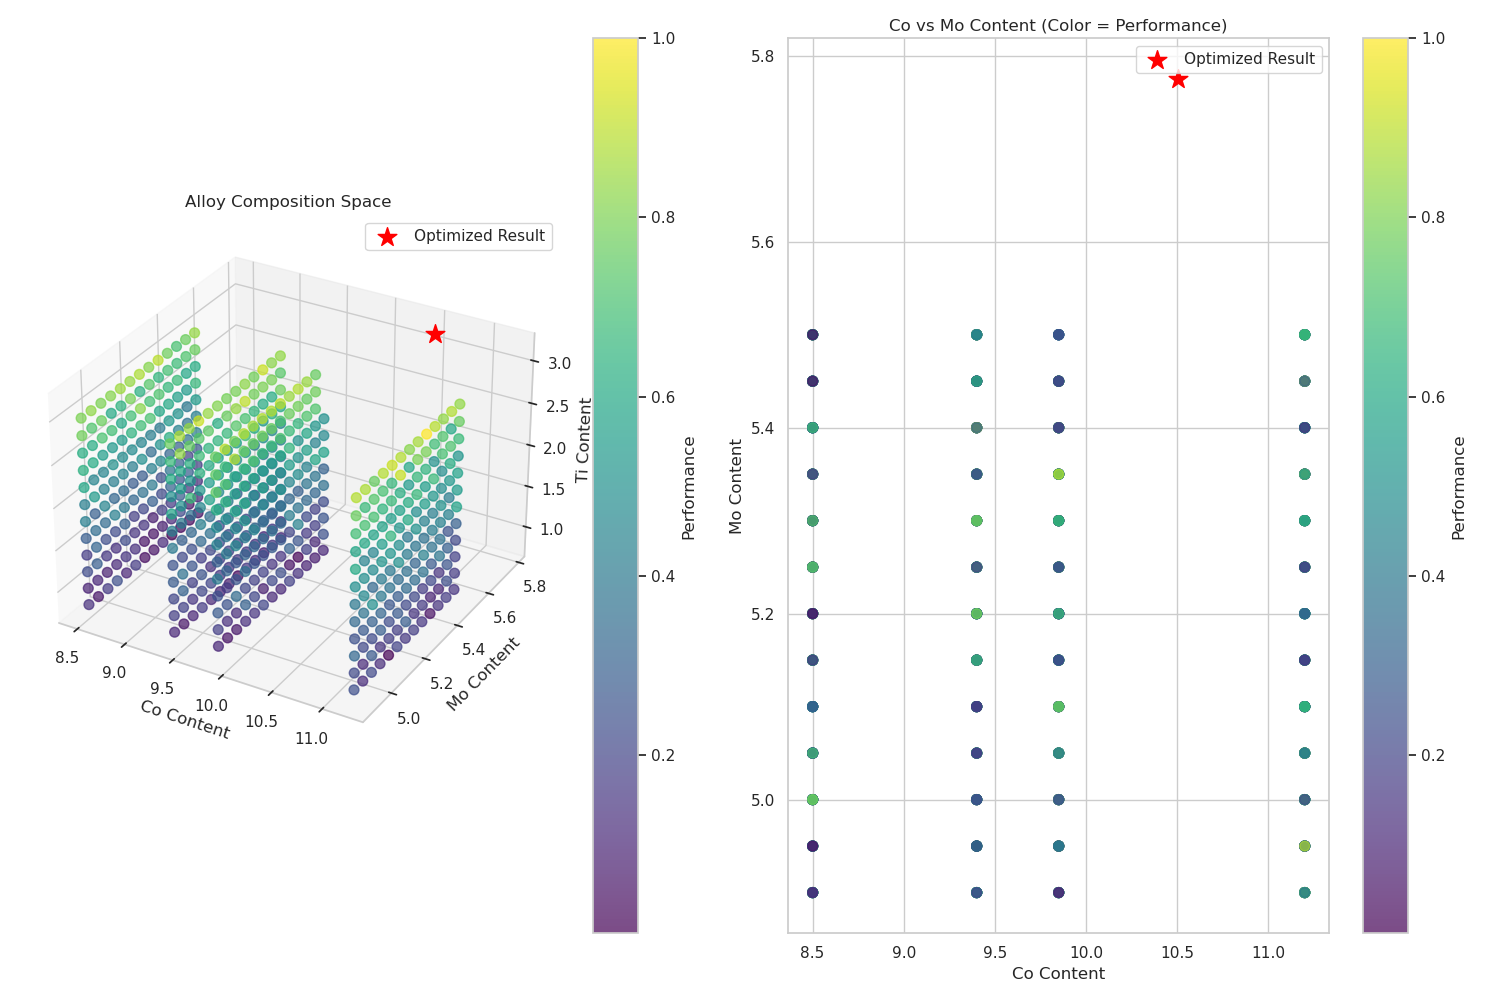 Alloy Composition Space
Optimized Result
3.0
2.5
2.0
1.5
1.0
Ti Content
5.8
5.6
5.4
5.2
5.0
Mo Content
8.5
9.0
9.5
10.0
10.5
11.0
Co Content
1.0
0.8
0.6
0.4
0.2
Performance
Co vs Mo Content (Color = Performance)
Optimized Result
5.8
5.6
5.4
5.2
5.0
Mo Content
8.5 9.0 9.5 10.0 10.5 11.0
Co Content
1.0
0.8
0.6
0.4
0.2
Performance